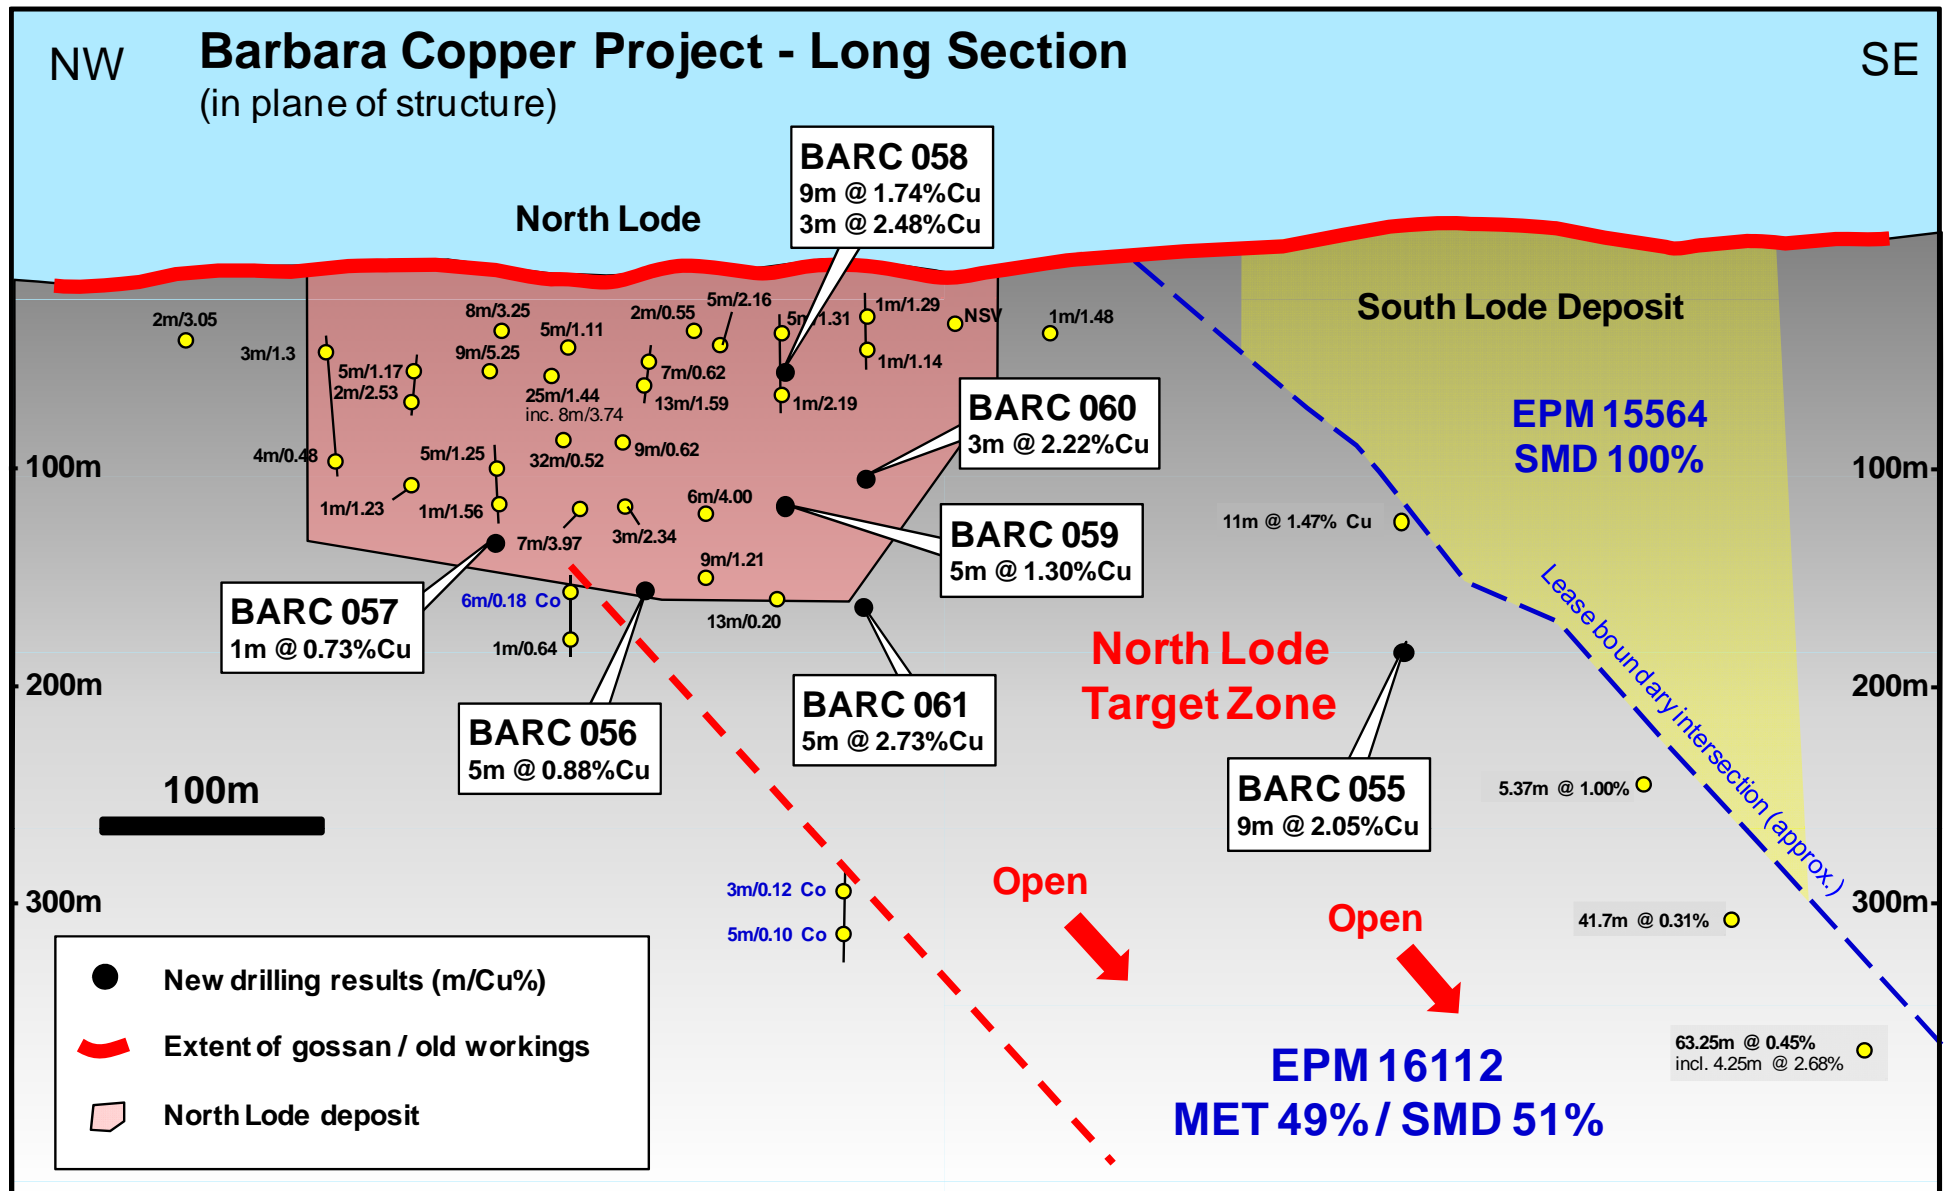 NW
Barbara Copper Project - Long Section
(in plane of structure)
SE
BARC 058
9m @ 1.74%Cu
3m @ 2.48%Cu
North Lode
2m/3.05
8m/3.25
5m/1.11
2m/0.55
5m/2.16
5m/1.31
1m/1.29
NSV
1m/1.48
South Lode Deposit
3m/1.3
5m/1.17
2m/2.53
9m/5.25
25m/1.44
inc. 8m/3.74
7m/0.62
13m/1.59
1m/2.19
1m/1.14
BARC 060
3m @ 2.22%Cu
EPM 15564
SMD 100%
4m/0.48
5m/1.25
32m/0.52
9m/0.62
100m
100m
1m/1.23
1m/1.56
7m/3.97
3m/2.34
6m/4.00
BARC 059
5m @ 1.30%Cu
11m @ 1.47% Cu
9m/1.21
BARC 057
1m @ 0.73%Cu
6m/0.18 Co
1m/0.64
13m/0.20
North Lode
Target Zone
Lease boundary intersection (approx.)
200m
200m
BARC 056
5m @ 0.88%Cu
BARC 061
5m @ 2.73%Cu
BARC 055
9m @ 2.05%Cu
5.37m @ 1.00%
100m
3m/0.12 Co
5m/0.10 Co
Open
Open
41.7m @ 0.31%
300m
300m
New drilling results (m/Cu%)
Extent of gossan / old workings
North Lode deposit
63.25m @ 0.45%
incl. 4.25m @ 2.68%
EPM 16112
MET 49% / SMD 51%